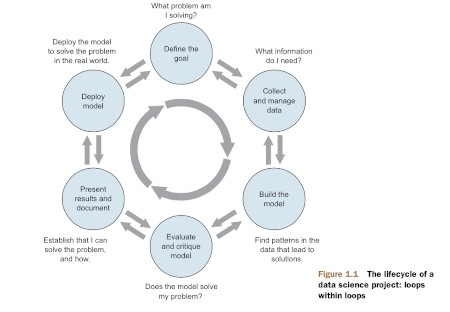 What problem am
I solving?
Define the
goal
Deploy the model
to solve the problem
in the real world.
What information
do I need?
Deploy
model
Collect
and manage
data
Present
results and
document
Build the
model
Evaluate
and critique
model
Establish that I can
solve the problem,
and how.
Find patterns in the
data that lead to
solutions.
Does the model solve
my problem?
Figure 1.1 The lifecycle of a
data science project: loops
within loops